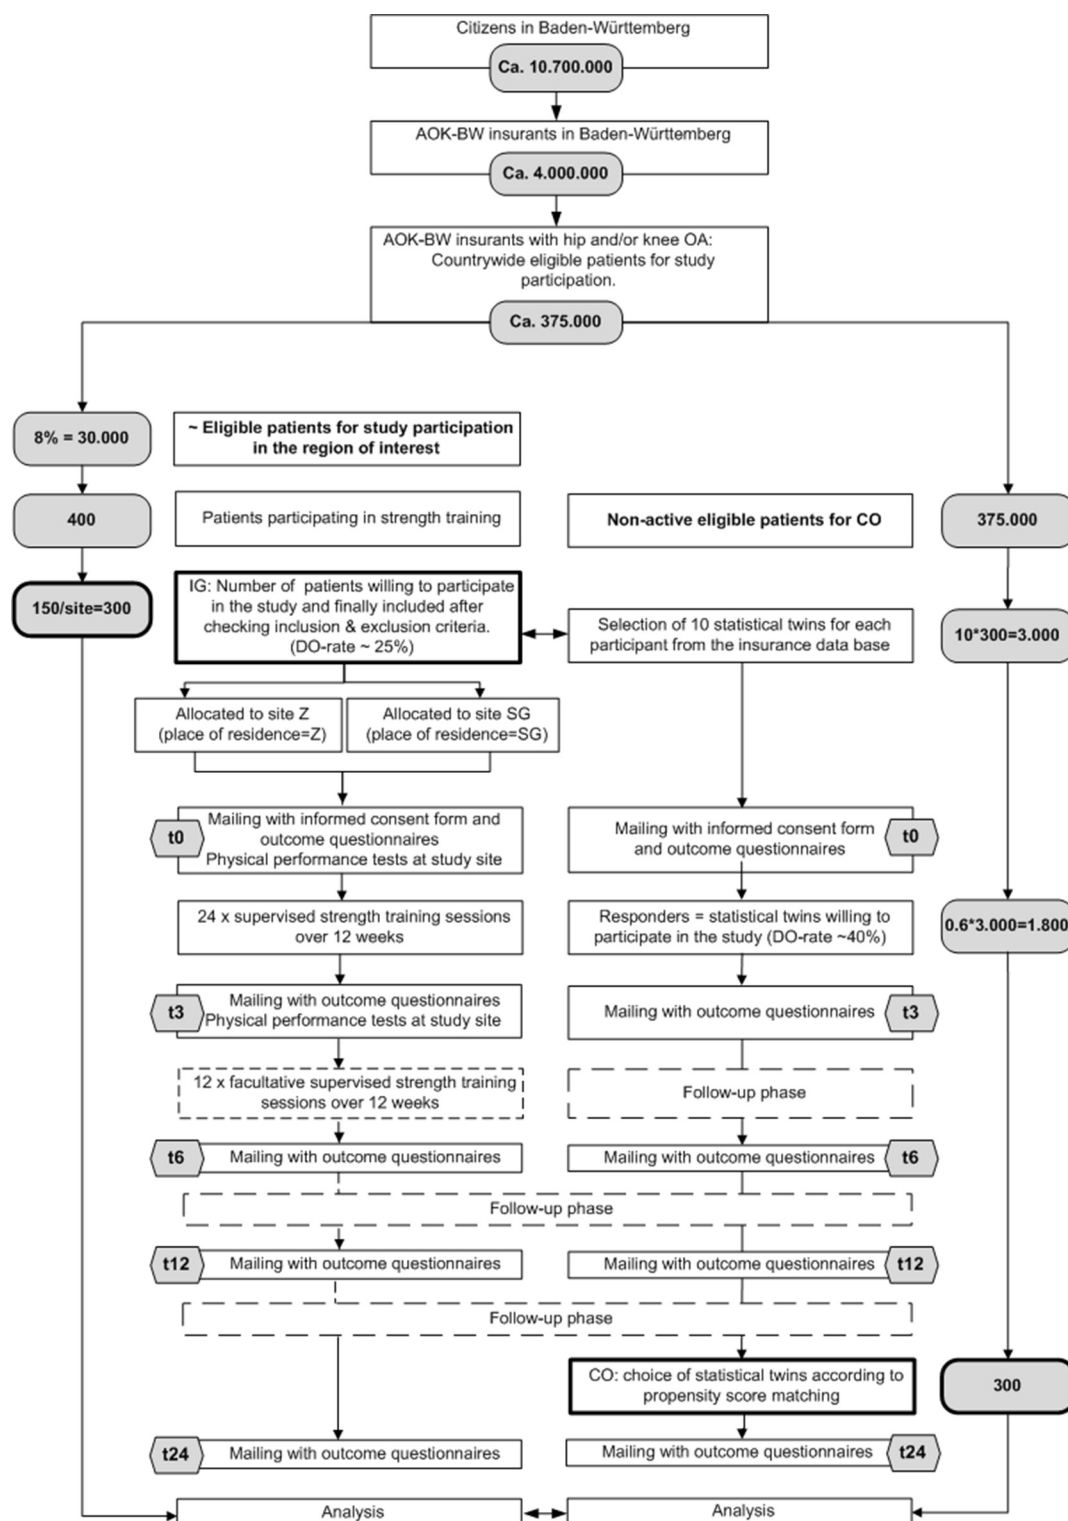 Citizens in Baden-Württemberg
Ca. 10.700.000
AOK-BW insurants in Baden-Württemberg
Ca. 4.000.000
AOK-BW insurants with hip and/or knee OA:
Countrywide eligible patients for study
participation.
Ca. 375.000
8% = 30.000
~ Eligible patients for study participation
in the region of interest
400
Patients participating in strength training
Non-active eligible patients for CO
375.000
150/site=300
IG: Number of patients willing to participate
in the study and finally included after
checking inclusion & exclusion criteria.
(DO-rate ~ 25%)
Selection of 10 statistical twins for each
participant from the insurance data base
10*300=3.000
Allocated to site Z
(place of residence=Z)
Allocated to site SG
(place of residence=SG)
t0
Mailing with informed consent form and
outcome questionnaires
Physical performance tests at study site
Mailing with informed consent form
and outcome questionnaires
t0
24 x supervised strength training sessions
over 12 weeks
Responders = statistical twins willing to
participate in the study (DO-rate ~40%)
0.6*3.000=1.800
t3
Mailing with outcome questionnaires
Physical performance tests at study site
Mailing with outcome questionnaires
t3
12 x facultative supervised strength training
sessions over 12 weeks
Follow-up phase
t6
Mailing with outcome questionnaires
Mailing with outcome questionnaires
t6
Follow-up phase
t12
Mailing with outcome questionnaires
Mailing with outcome questionnaires
t12
Follow-up phase
CO: choice of statistical twins according to
propensity score matching
300
t24
Mailing with outcome questionnaires
Mailing with outcome questionnaires
t24
Analysis
Analysis